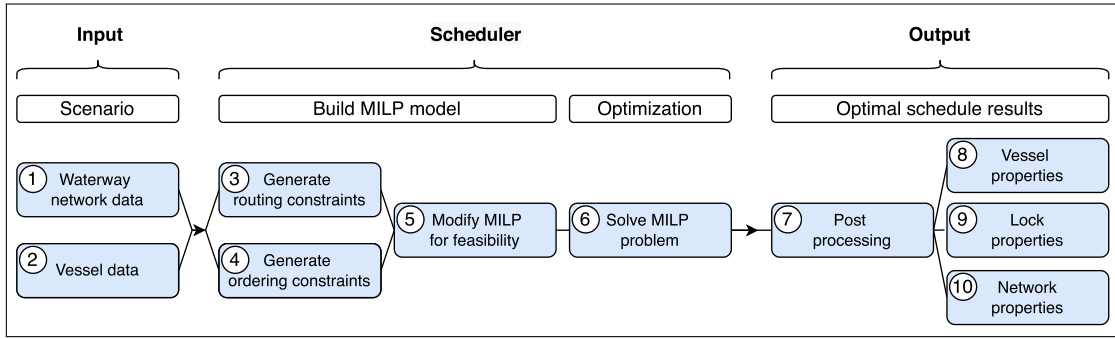 Input
Scheduler
Output
Scenario
Build MILP model
Optimization
Optimal schedule results
1 Waterway
network data
2 Vessel data
3 Generate
routing constraints
4 Generate
ordering constraints
5 Modify MILP
for feasibility
6 Solve MILP
problem
7 Post
processing
8 Vessel
properties
9 Lock
properties
10 Network
properties